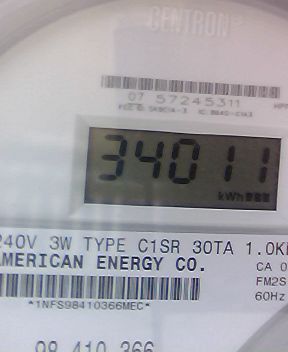 CENTRON
07 57245311
34011
kWh
240V 3W TYPE C1SR 30TA 1.0K
AMERICAN ENERGY CO.
CA 0
FM2S
60Hz
*1NFS98410366MEC*
98 410 366